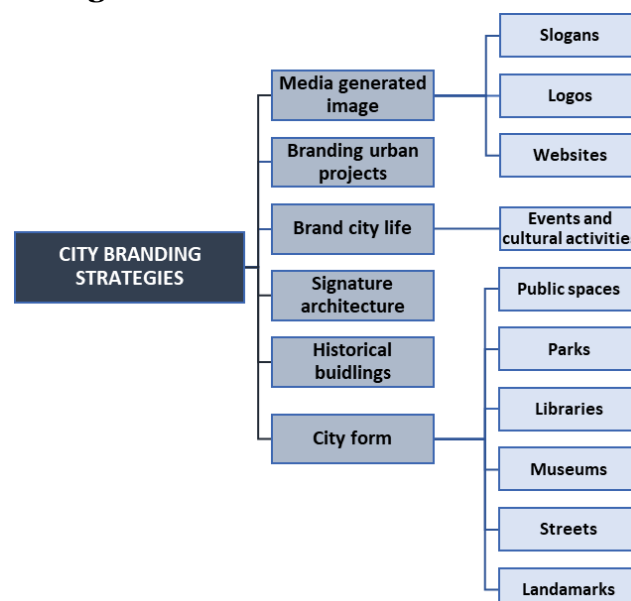 CITY BRANDING
STRATEGIES
Media generated
image
Slogans
Logos
Websites
Branding urban
projects
Brand city life
Events and
cultural activities
Signature
architecture
Historical
buidlings
City form
Public spaces
Parks
Libraries
Museums
Streets
Landamarks